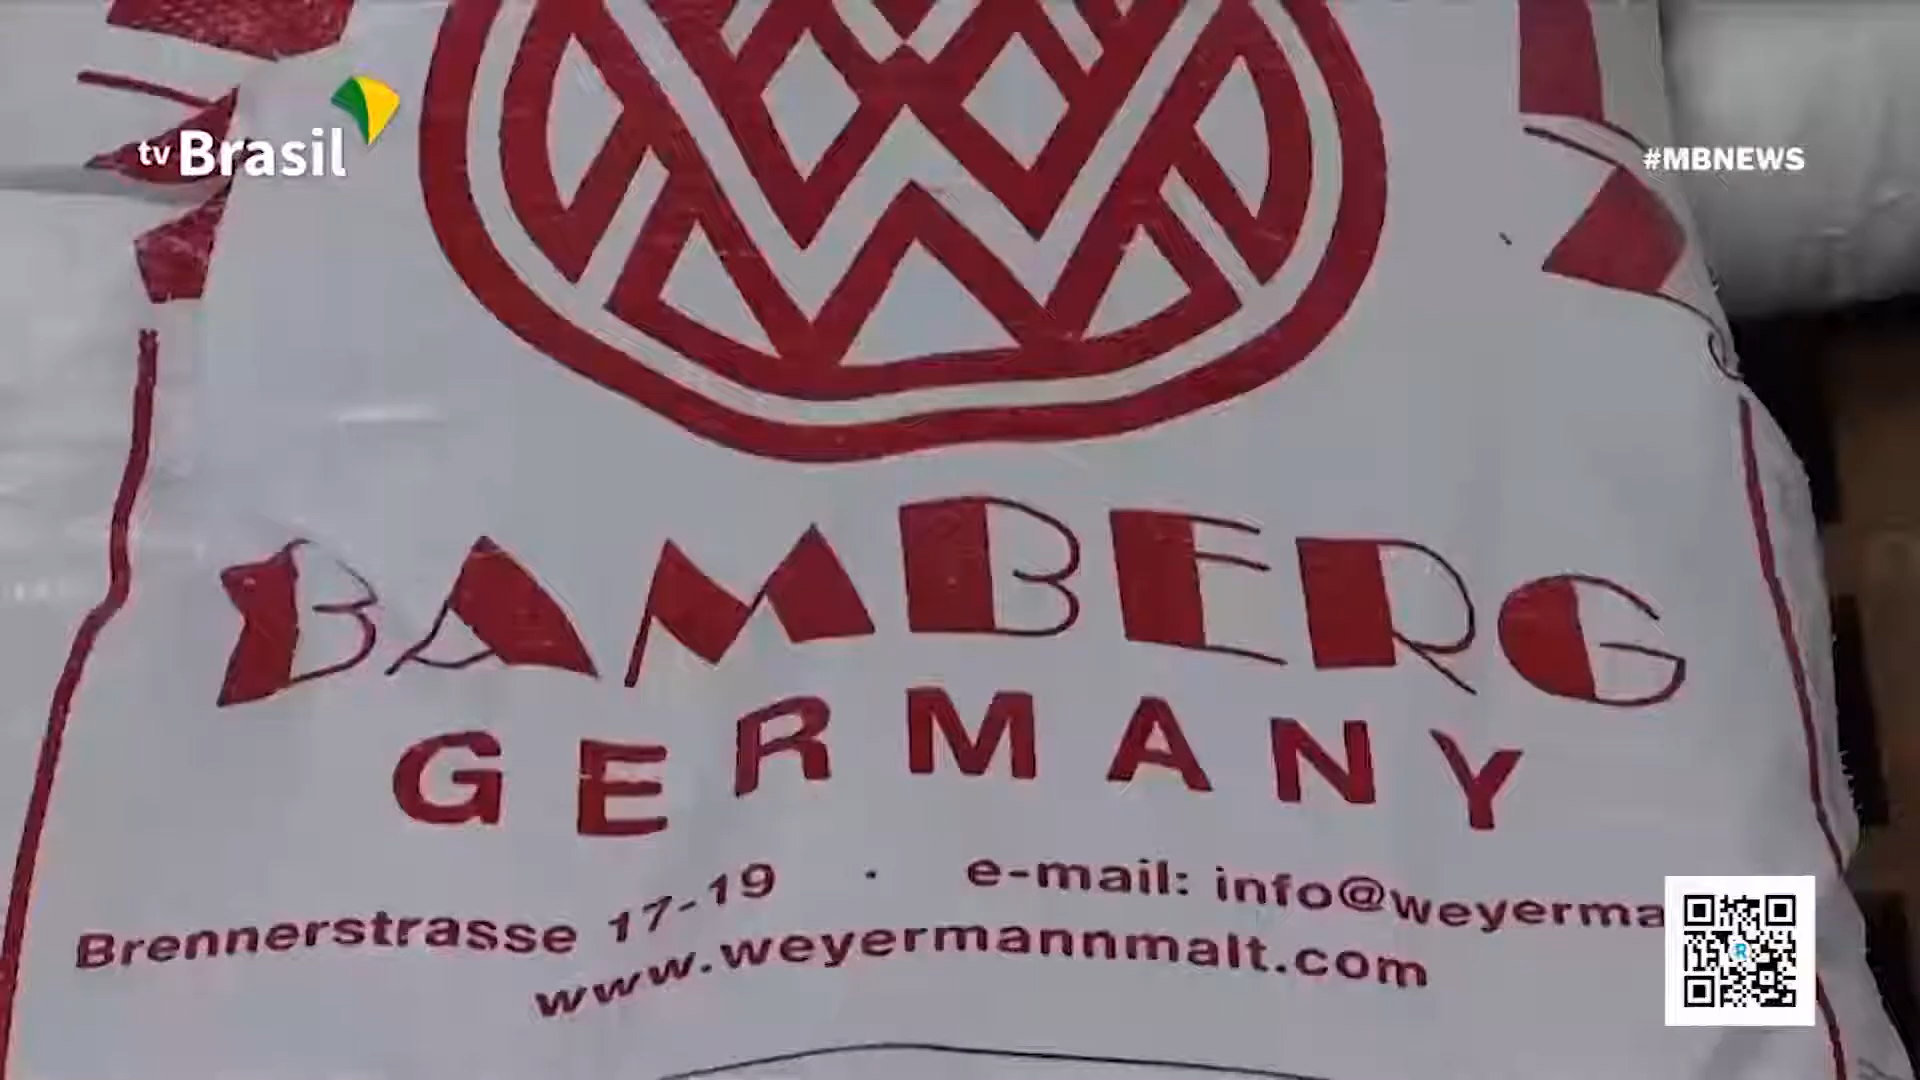 tv Brasil
#MBNEWS
BAMBERG
GERMANY
Brennerstrasse 17-19 · e-mail: info@weyerma
www.weyermannmalt.com